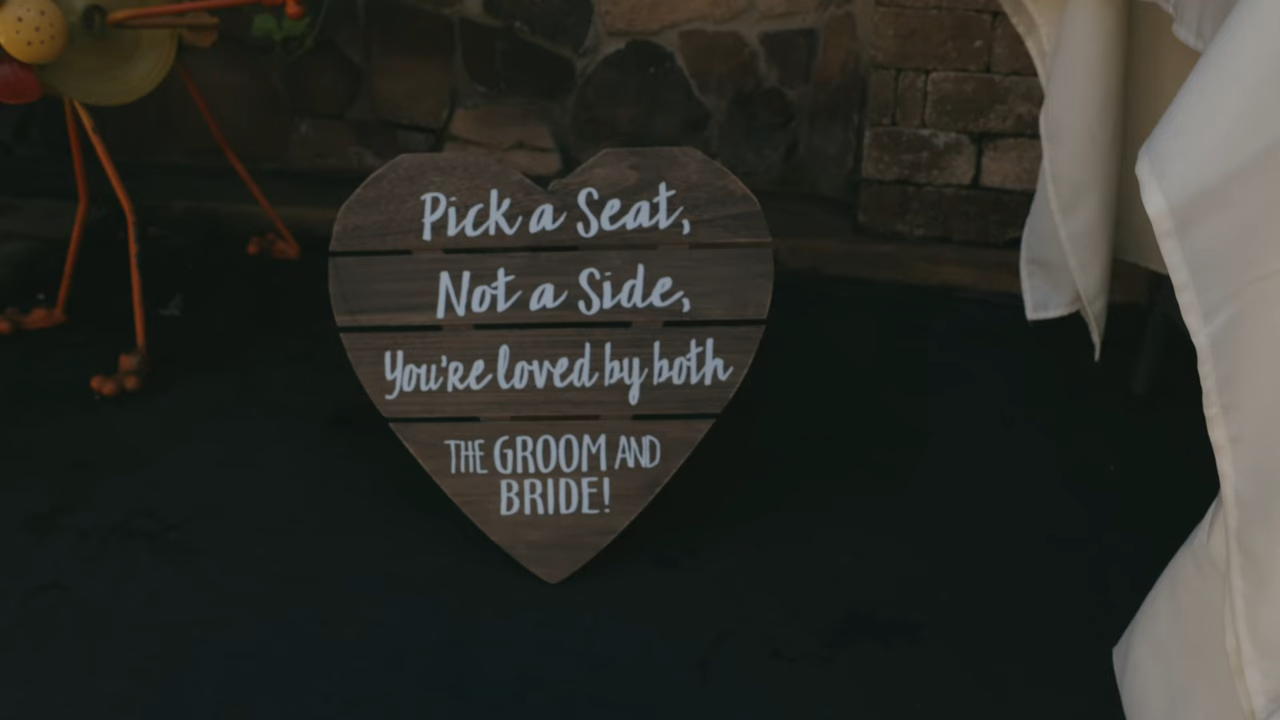 Pick a Seat,
Not a Side,
You're loved by both
THE GROOM AND
BRIDE!